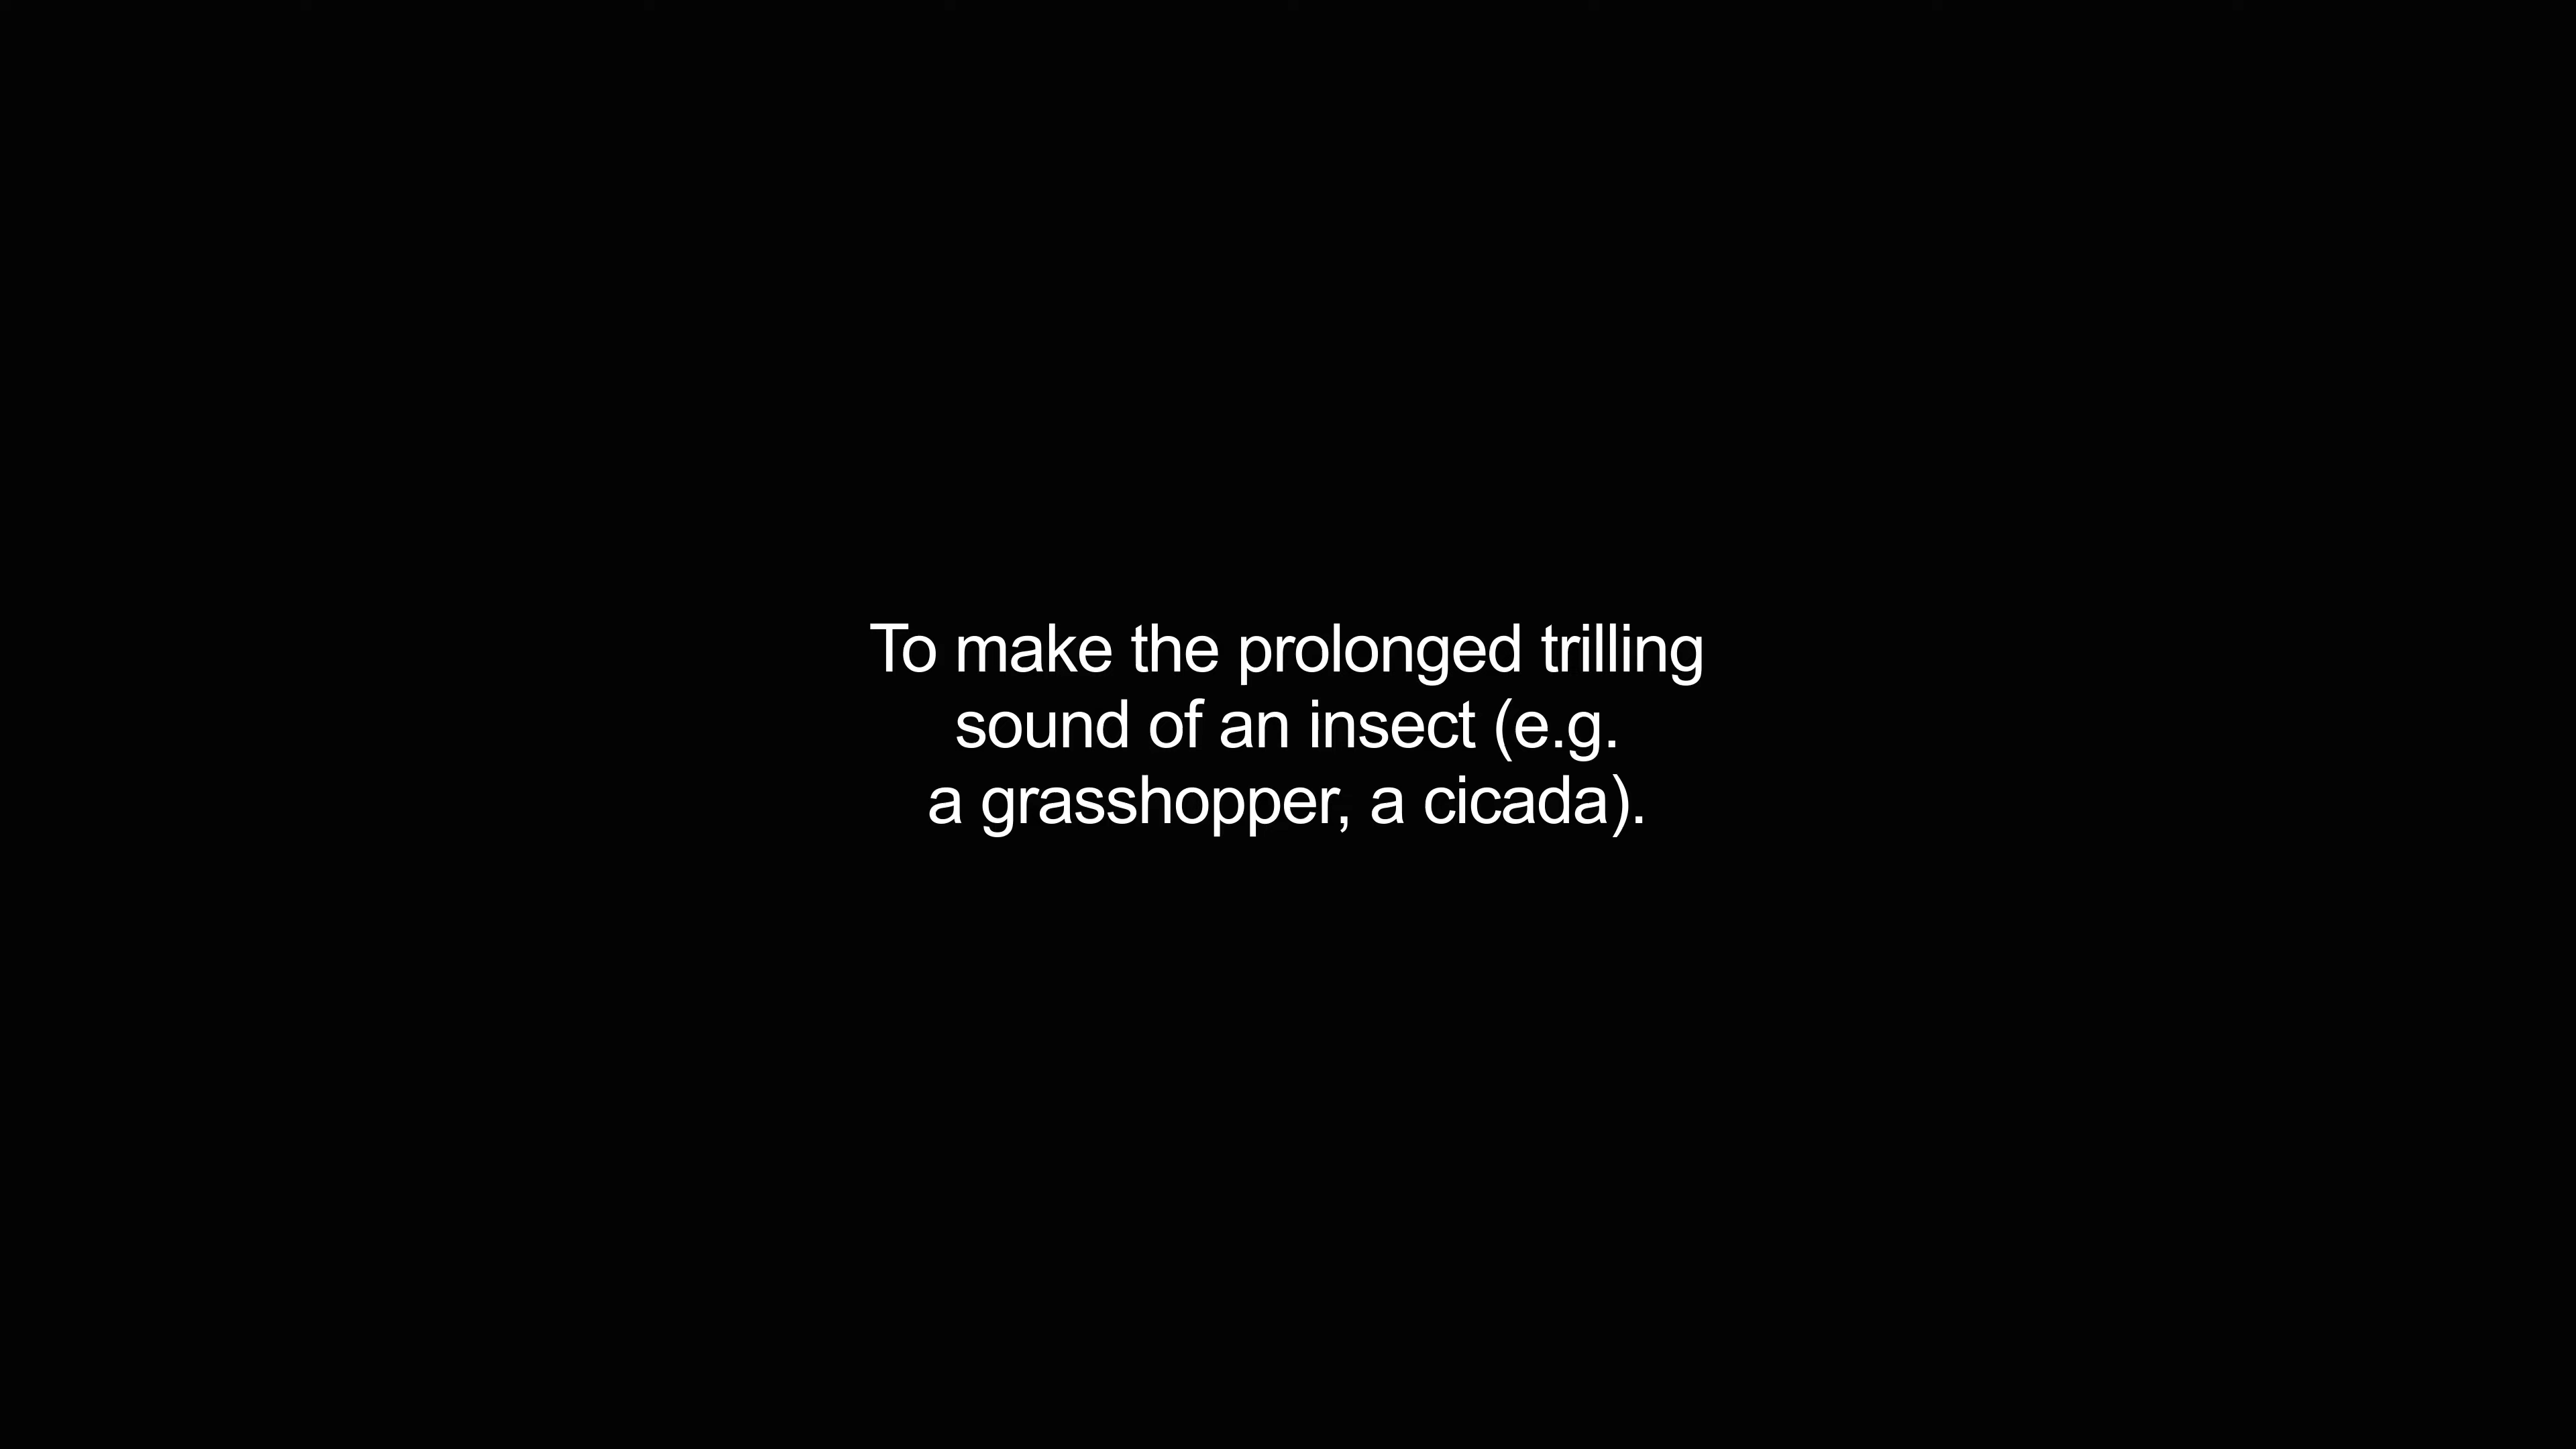 To make the prolonged trilling
sound of an insect (e.g.
a grasshopper, a cicada).